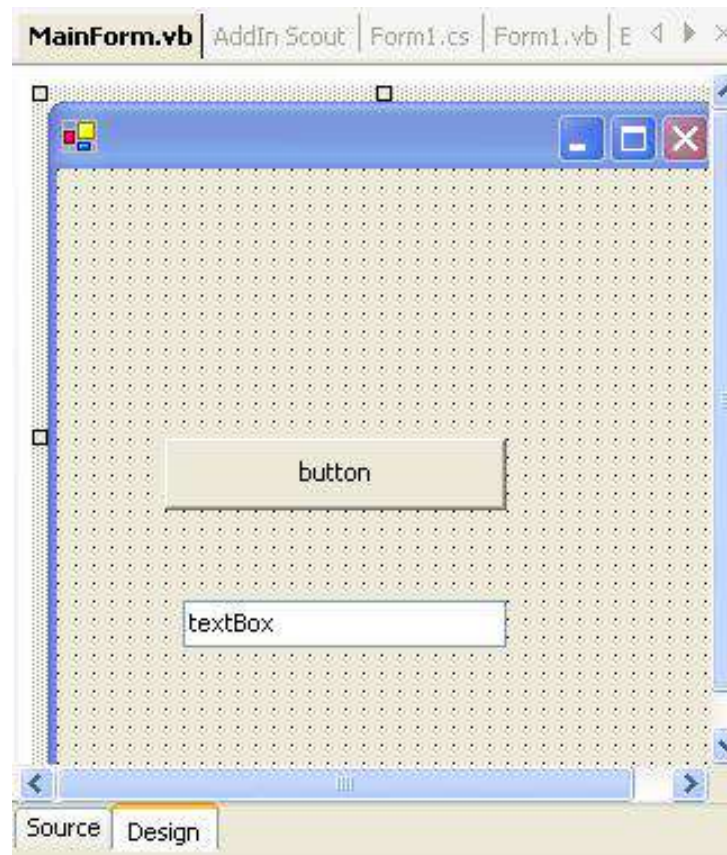 MainForm.vb AddIn Scout Form1.cs Form1.vb E
button
textBox
Source Design